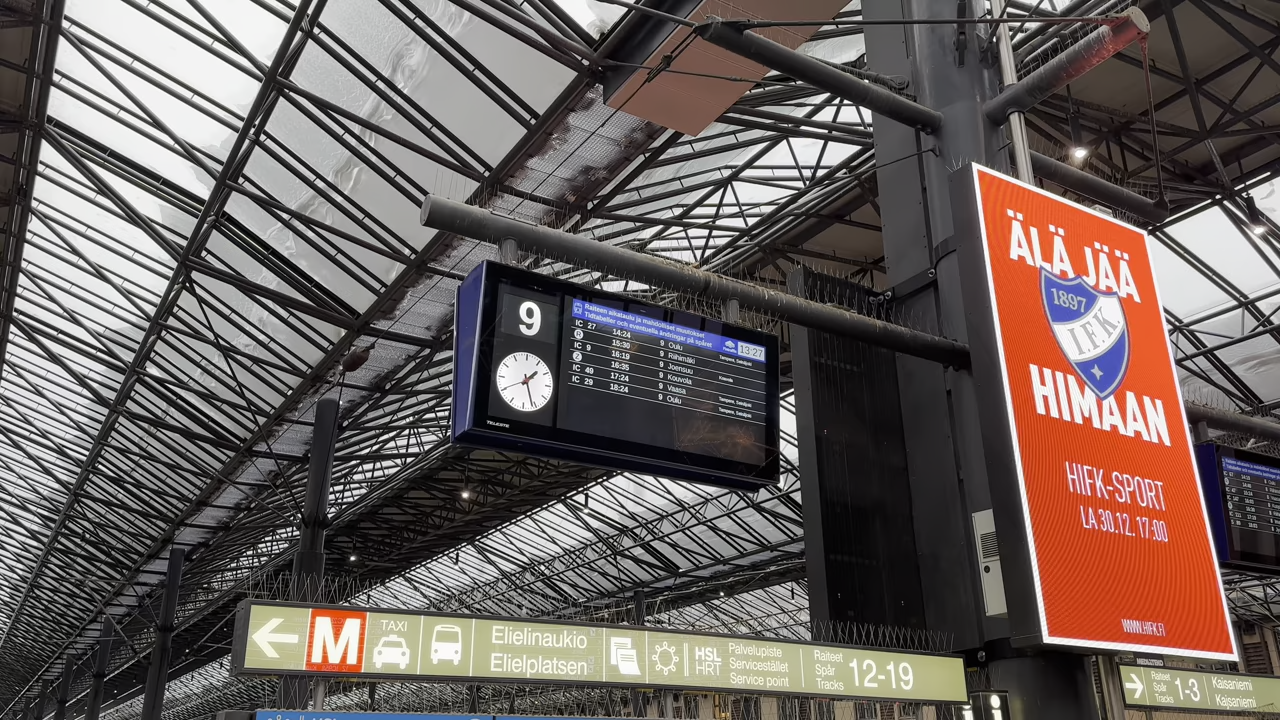 9
Raiteen aikataulu ja mahdolliset muutokset
Tidtabeller och eventuella ändringar på spåret
13:27
IC 27 14:24 9 Oulu Tampere, Seinäjoki
R 15:30 9 Riihimäki
IC 9 16:19 9 Joensuu Kouvola
Z 16:35 9 Kouvola
IC 49 17:24 9 Vaasa Tampere, Seinäjoki
IC 29 18:24 9 Oulu Tampere, Seinäjoki
TELESTE
ÄLÄ JÄÄ
1897
IFK
HIMAAN
HIFK-SPORT
LA 30.12. 17:00
WWW.HIFK.FI
M
TAXI
Elielinaukio
Elielplatsen
HSL
HRT
Palvelupiste
Servicestället
Service point
Raiteet
Spår
Tracks
12-19
Raiteet
Spår
Tracks
1-3
Kaisaniemi
Kajsaniemi